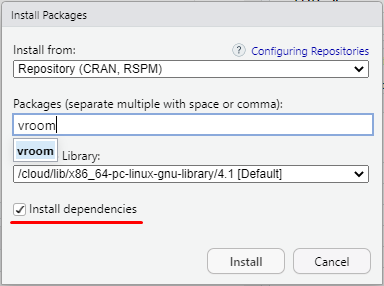 Install Packages
Install from:
? Configuring Repositories
Repository (CRAN, RSPM)
Packages (separate multiple with space or comma):
vroom
vroom
Library:
/cloud/lib/x86_64-pc-linux-gnu-library/4.1 [Default]
Install dependencies
Install
Cancel